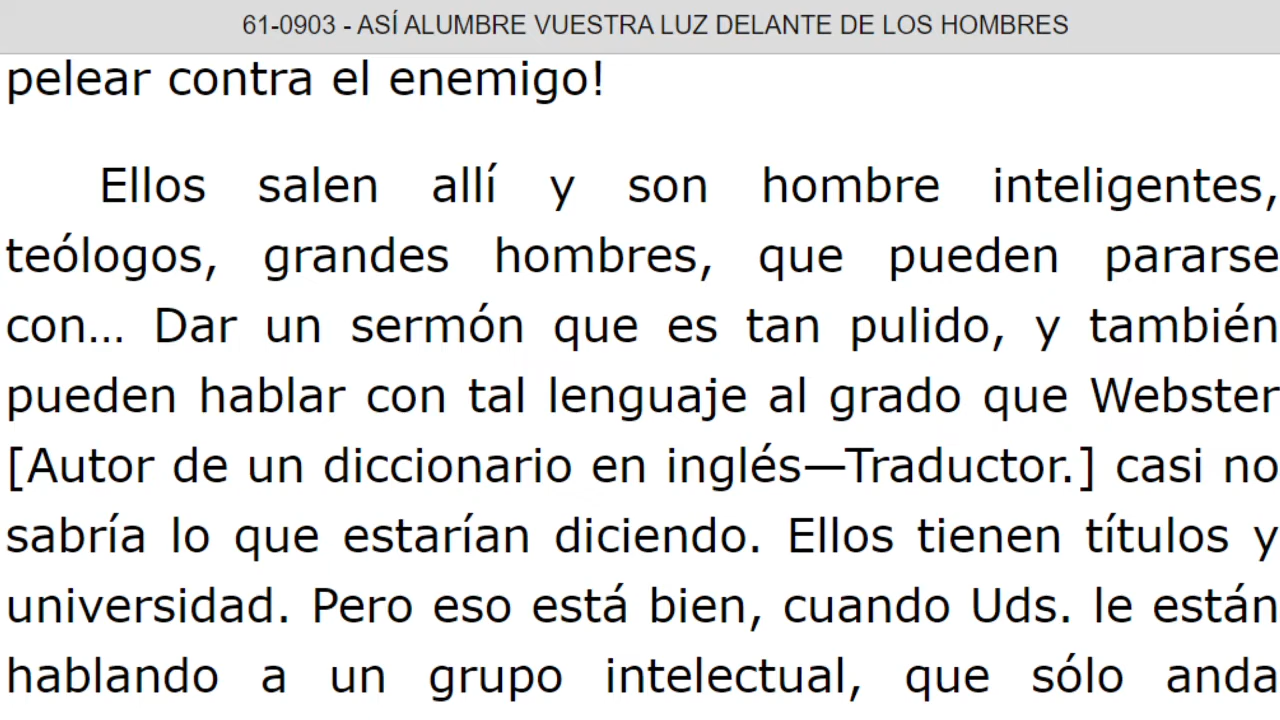 61-0903 - ASÍ ALUMBRE VUESTRA LUZ DELANTE DE LOS HOMBRES
pelear contra el enemigo!
Ellos salen allí y son hombre inteligentes,
teólogos, grandes hombres, que pueden pararse
con… Dar un sermón que es tan pulido, y también
pueden hablar con tal lenguaje al grado que Webster
[Autor de un diccionario en inglés—Traductor.] casi no
sabría lo que estarían diciendo. Ellos tienen títulos y
universidad. Pero eso está bien, cuando Uds. le están
hablando a un grupo intelectual, que sólo anda